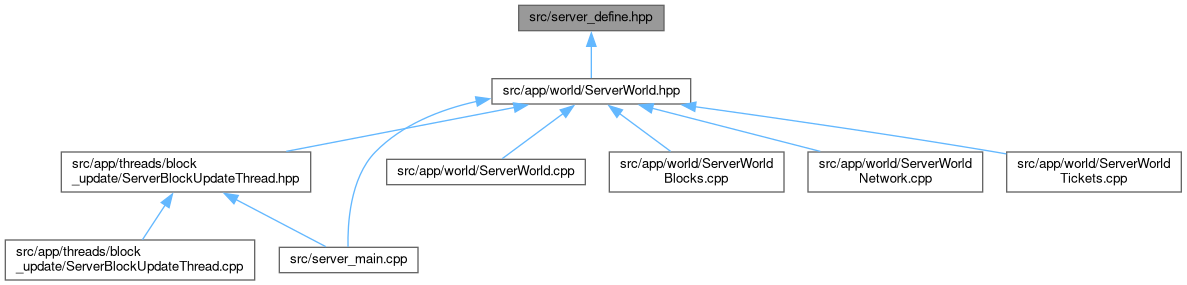 src/server_define.hpp
src/app/world/ServerWorld.hpp
src/app/threads/block
_update/ServerBlockUpdateThread.hpp
src/app/world/ServerWorld.cpp
src/app/world/ServerWorld
Blocks.cpp
src/app/world/ServerWorld
Network.cpp
src/app/world/ServerWorld
Tickets.cpp
src/app/threads/block
_update/ServerBlockUpdateThread.cpp
src/server_main.cpp